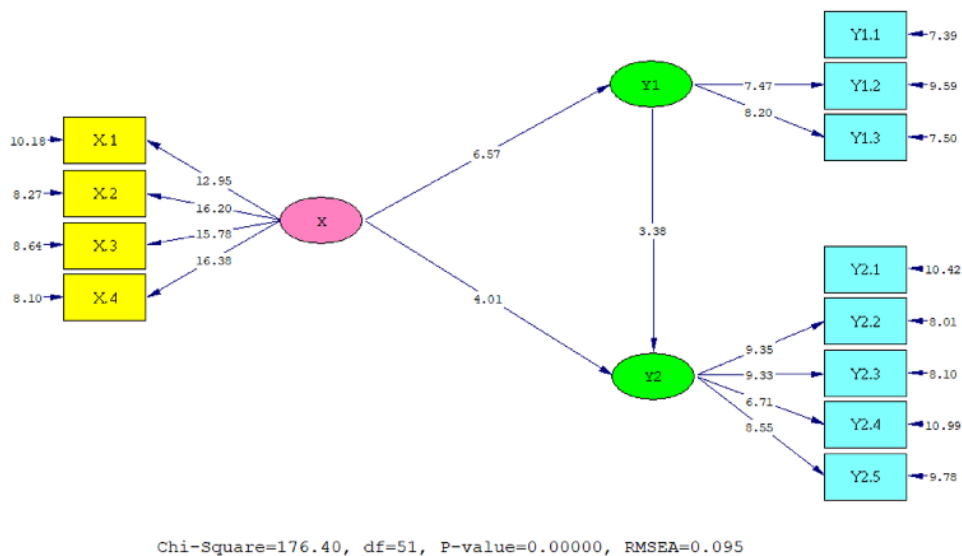 Y1.1
7.39
Y1
7.47
Y1.2
9.59
8.20
Y1.3
7.50
10.18
X.1
6.57
12.95
8.27
X.2
16.20
X
3.38
8.64
X.3
15.78
16.38
8.10
X.4
4.01
Y2.1
10.42
Y2.2
8.01
9.35
Y2
9.33
Y2.3
8.10
6.71
8.55
Y2.4
10.99
Y2.5
9.78
Chi-Square=176.40, df=51, P-value=0.00000, RMSEA=0.095